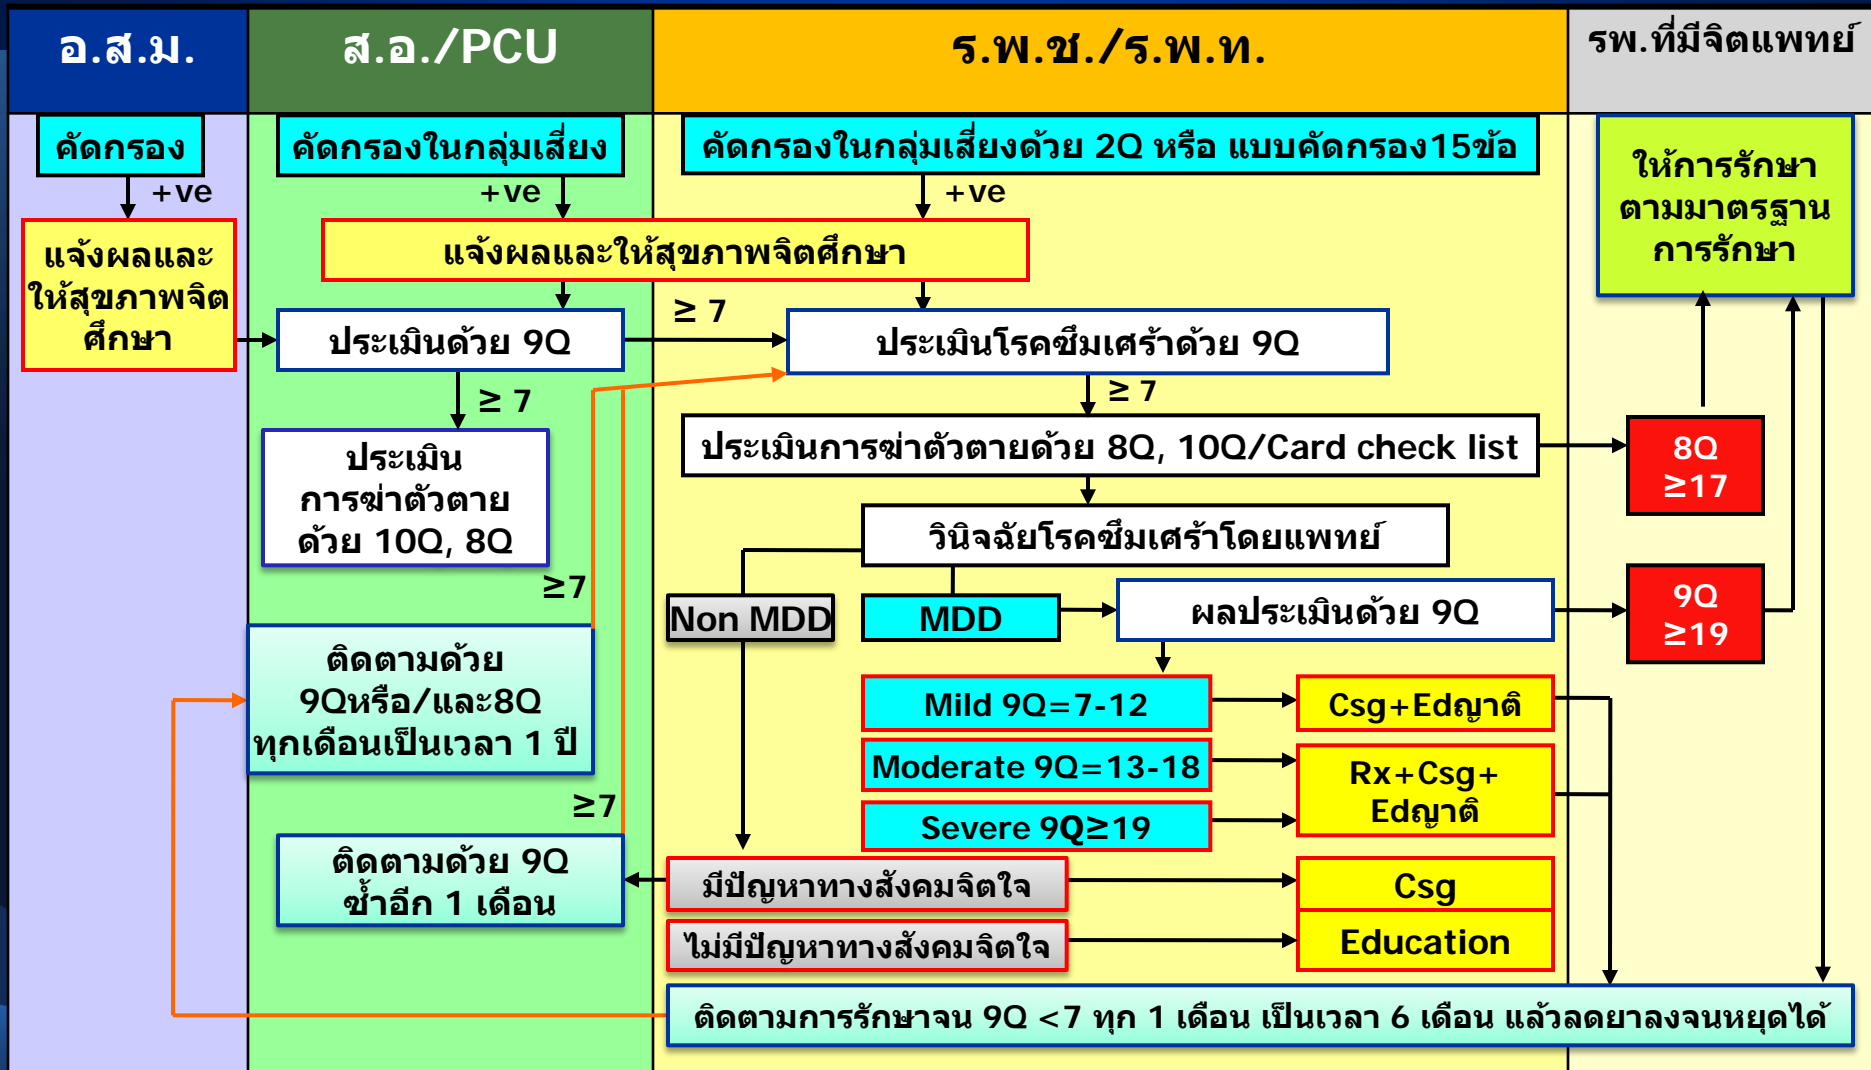 อ.ส.ม.
ส.อ./PCU
ร.พ.ช./ร.พ.ท.
รพ.ที่มีจิตแพทย์
คัดกรอง
คัดกรองในกลุ่มเสี่ยง
คัดกรองในกลุ่มเสี่ยงด้วย 2Q หรือ แบบคัดกรอง15ข้อ
ให้การรักษา
ตามมาตรฐาน
การรักษา
+ve
+ve
+ve
แจ้งผลและ
ให้สุขภาพจิต
ศึกษา
แจ้งผลและให้สุขภาพจิตศึกษา
ประเมินด้วย 9Q
≥ 7
ประเมินโรคซึมเศร้าด้วย 9Q
≥ 7
≥ 7
ประเมิน
การฆ่าตัวตาย
ด้วย 10Q, 8Q
ประเมินการฆ่าตัวตายด้วย 8Q, 10Q/Card check list
8Q
≥17
วินิจฉัยโรคซึมเศร้าโดยแพทย์
≥7
Non MDD
MDD
ผลประเมินด้วย 9Q
9Q
≥19
ติดตามด้วย
9Qหรือ/และ8Q
ทุกเดือนเป็นเวลา 1 ปี
Mild 9Q=7-12
Csg+Edญาติ
Moderate 9Q=13-18
Rx+Csg+
Edญาติ
Severe 9Q≥19
≥7
ติดตามด้วย 9Q
ซ้ำอีก 1 เดือน
มีปัญหาทางสังคมจิตใจ
Csg
ไม่มีปัญหาทางสังคมจิตใจ
Education
ติดตามการรักษาจน 9Q <7 ทุก 1 เดือน เป็นเวลา 6 เดือน แล้วลดยาลงจนหยุดได้